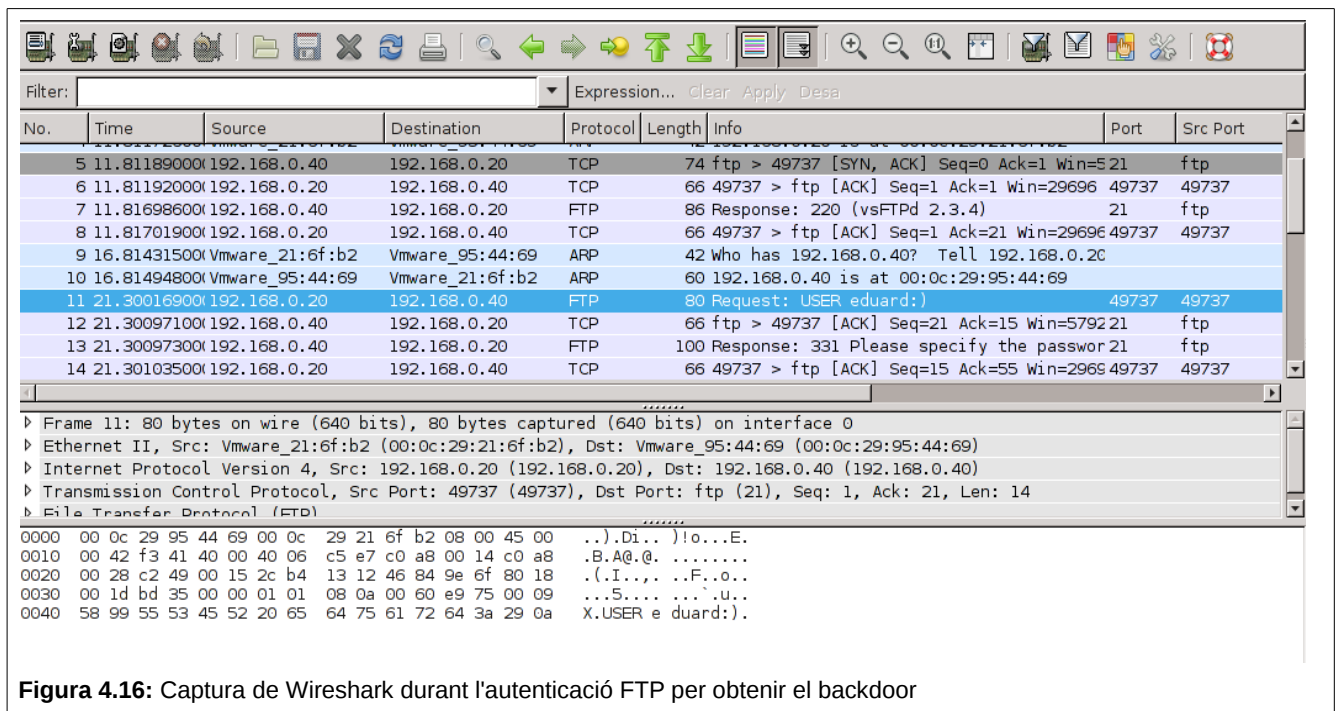 Filter: Expression... Clear Apply Desa
No. Time Source Destination Protocol Length Info Port Src Port
5 11.81189000( 192.168.0.40 192.168.0.20 TCP 74 ftp > 49737 [SYN, ACK] Seq=0 Ack=1 Win=5 21 ftp
6 11.81192000( 192.168.0.20 192.168.0.40 TCP 66 49737 > ftp [ACK] Seq=1 Ack=1 Win=29696 49737 49737
7 11.81698600( 192.168.0.40 192.168.0.20 FTP 86 Response: 220 (vsFTPd 2.3.4) 21 ftp
8 11.81701900( 192.168.0.20 192.168.0.40 TCP 66 49737 > ftp [ACK] Seq=1 Ack=21 Win=29696 49737 49737
9 16.81431500( Vmware_21:6f:b2 Vmware_95:44:69 ARP 42 Who has 192.168.0.40? Tell 192.168.0.20
10 16.81494800( Vmware_95:44:69 Vmware_21:6f:b2 ARP 60 192.168.0.40 is at 00:0c:29:95:44:69
11 21.30016900( 192.168.0.20 192.168.0.40 FTP 80 Request: USER eduard:) 49737 49737
12 21.30097100( 192.168.0.40 192.168.0.20 TCP 66 ftp > 49737 [ACK] Seq=21 Ack=15 Win=5792 21 ftp
13 21.30097300( 192.168.0.40 192.168.0.20 FTP 100 Response: 331 Please specify the passwor 21 ftp
14 21.30103500( 192.168.0.20 192.168.0.40 TCP 66 49737 > ftp [ACK] Seq=15 Ack=55 Win=2969 49737 49737
Frame 11: 80 bytes on wire (640 bits), 80 bytes captured (640 bits) on interface 0
Ethernet II, Src: Vmware_21:6f:b2 (00:0c:29:21:6f:b2), Dst: Vmware_95:44:69 (00:0c:29:95:44:69)
Internet Protocol Version 4, Src: 192.168.0.20 (192.168.0.20), Dst: 192.168.0.40 (192.168.0.40)
Transmission Control Protocol, Src Port: 49737 (49737), Dst Port: ftp (21), Seq: 1, Ack: 21, Len: 14
File Transfer Protocol (FTP)
0000 00 0c 29 95 44 69 00 0c 29 21 6f b2 08 00 45 00 ..).Di.. )!o...E.
0010 00 42 f3 41 40 00 40 06 c5 e7 c0 a8 00 14 c0 a8 .B.A@.@. ........
0020 00 28 c2 49 00 15 2c b4 13 12 46 84 9e 6f 80 18 .(.I..,. ..F..o..
0030 00 1d bd 35 00 00 01 01 08 0a 00 60 e9 75 00 09 ...5.... ...`.u..
0040 58 99 55 53 45 52 20 65 64 75 61 72 64 3a 29 0a X.USER e duard:).
Figura 4.16: Captura de Wireshark durant l'autenticació FTP per obtenir el backdoor